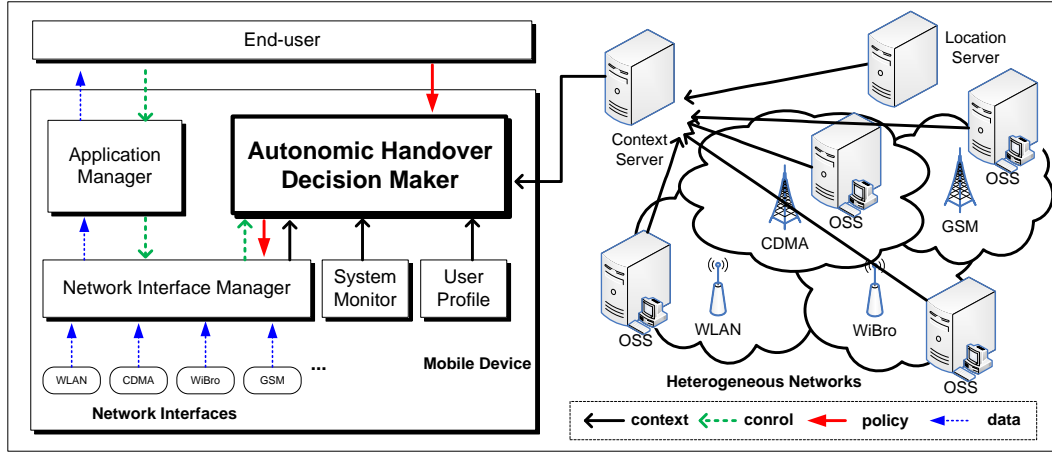 End-user
Application
Manager
Autonomic Handover
Decision Maker
Network Interface Manager
System
Monitor
User
Profile
WLAN
CDMA
WiBro
GSM
...
Mobile Device
Network Interfaces
Location
Server
Context
Server
OSS
OSS
CDMA
GSM
OSS
WLAN
WiBro
OSS
Heterogeneous Networks
context
conrol
policy
data